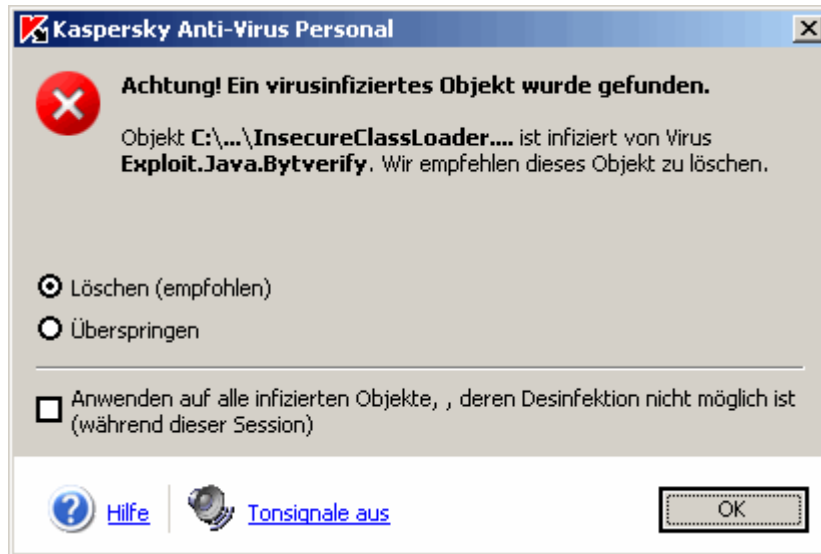 Kaspersky Anti-Virus Personal
Achtung! Ein virusinfiziertes Objekt wurde gefunden.
Objekt C:\...\InsecureClassLoader.... ist infiziert von Virus
Exploit.Java.Bytverify. Wir empfehlen dieses Objekt zu löschen.
Löschen (empfohlen)
Überspringen
Anwenden auf alle infizierten Objekte, , deren Desinfektion nicht möglich ist
(während dieser Session)
Hilfe
Tonsignale aus
OK